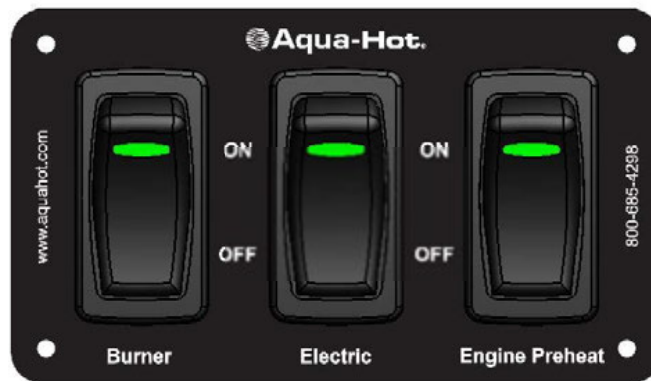 Aqua-Hot.
www.aquahot.com
ON
ON
800-685-4298
OFF
OFF
Burner
Electric
Engine Preheat